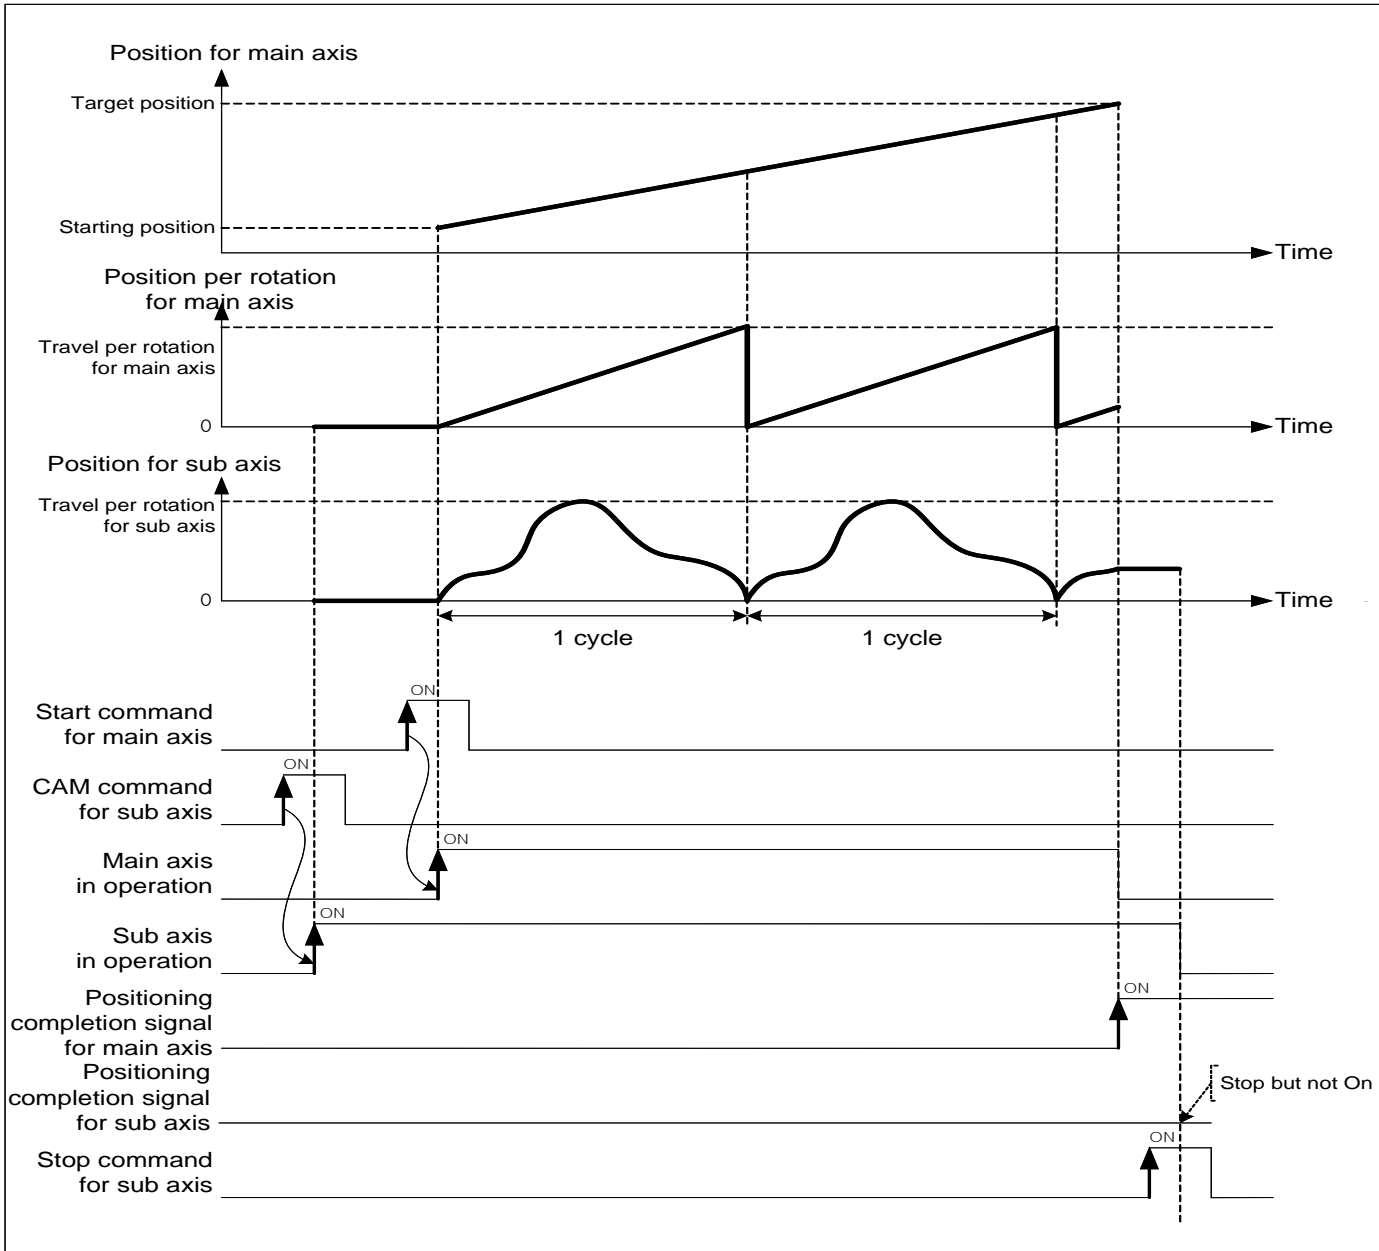 Position for main axis
Target position
Starting position
Time
Position per rotation
for main axis
Travel per rotation
for main axis
0
Time
Position for sub axis
Travel per rotation
for sub axis
0
Time
1 cycle
1 cycle
ON
Start command
for main axis
ON
CAM command
for sub axis
ON
Main axis
in operation
ON
Sub axis
in operation
Positioning
completion signal
for main axis
ON
Positioning
completion signal
for sub axis
Stop but not On
ON
Stop command
for sub axis